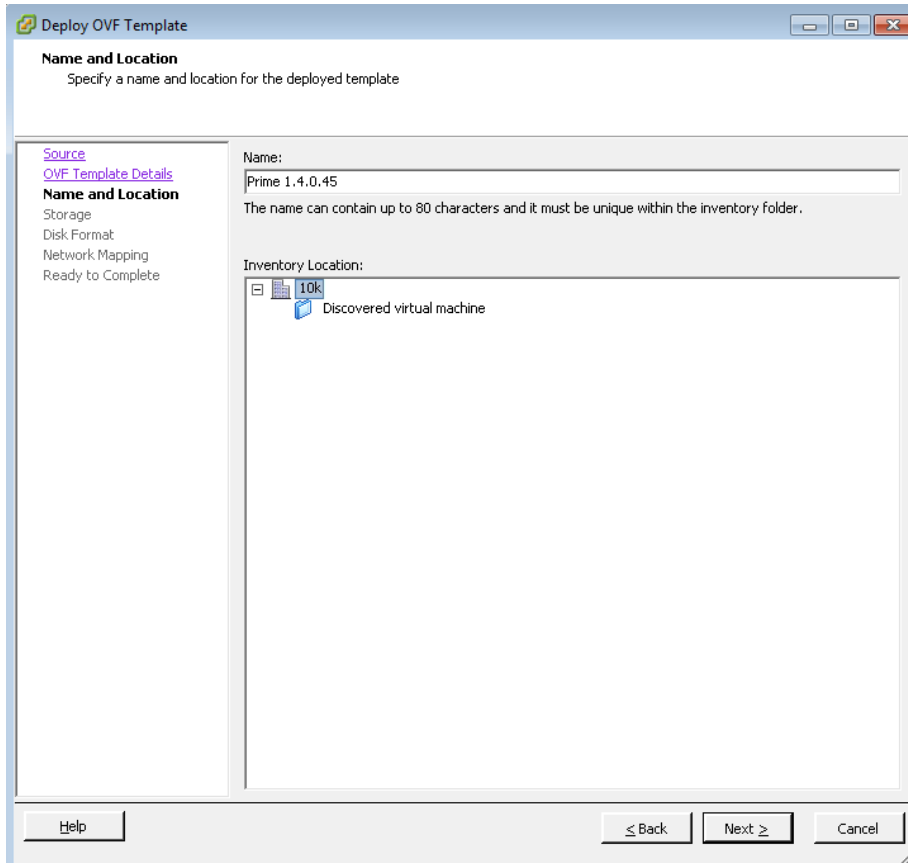 Deploy OVF Template
Name and Location
Specify a name and location for the deployed template
Source
OVF Template Details
Name and Location
Storage
Disk Format
Network Mapping
Ready to Complete
Name:
Prime 1.4.0.45
The name can contain up to 80 characters and it must be unique within the inventory folder.
Inventory Location:
10k
Discovered virtual machine
Help
< Back
Next >
Cancel